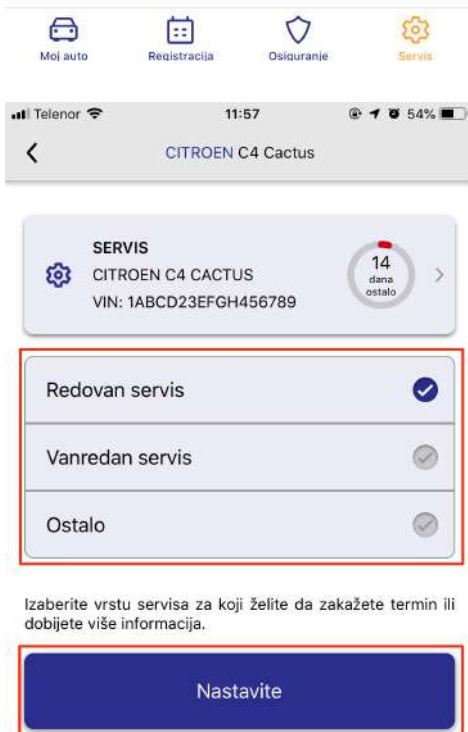 Moj auto Registracija Osiguranje Servis
Telenor 11:57 54%
CITROEN C4 Cactus
SERVIS
CITROEN C4 CACTUS
VIN: 1ABCD23EFGH456789
14
dana
ostalo
Redovan servis
Vanredan servis
Ostalo
Izaberite vrstu servisa za koji želite da zakažete termin ili
dobijete više informacija.
Nastavite